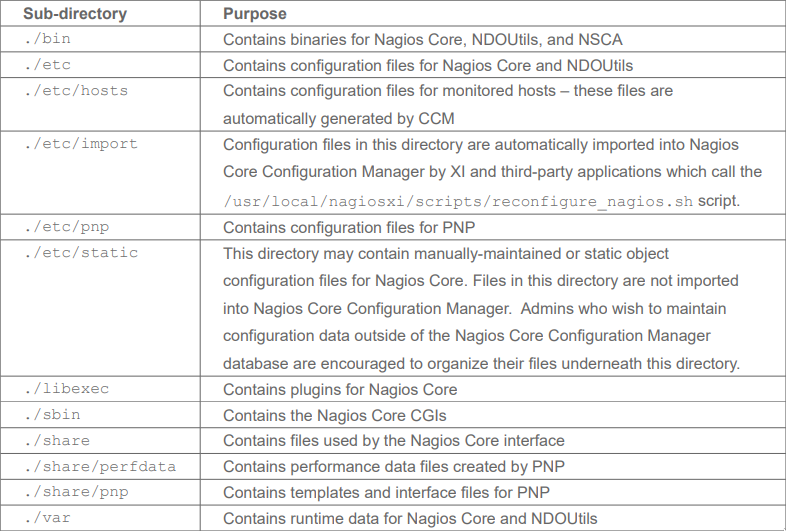 Sub-directory Purpose
./bin Contains binaries for Nagios Core, NDOUtils, and NSCA
./etc Contains configuration files for Nagios Core and NDOUtils
./etc/hosts Contains configuration files for monitored hosts – these files are
automatically generated by CCM
./etc/import Configuration files in this directory are automatically imported into Nagios
Core Configuration Manager by XI and third-party applications which call the
/usr/local/nagiosxi/scripts/reconfigure_nagios.sh script.
./etc/pnp Contains configuration files for PNP
./etc/static This directory may contain manually-maintained or static object
configuration files for Nagios Core. Files in this directory are not imported
into Nagios Core Configuration Manager.  Admins who wish to maintain
configuration data outside of the Nagios Core Configuration Manager
database are encouraged to organize their files underneath this directory.
./libexec Contains plugins for Nagios Core
./sbin Contains the Nagios Core CGIs
./share Contains files used by the Nagios Core interface
./share/perfdata Contains performance data files created by PNP
./share/pnp Contains templates and interface files for PNP
./var Contains runtime data for Nagios Core and NDOUtils